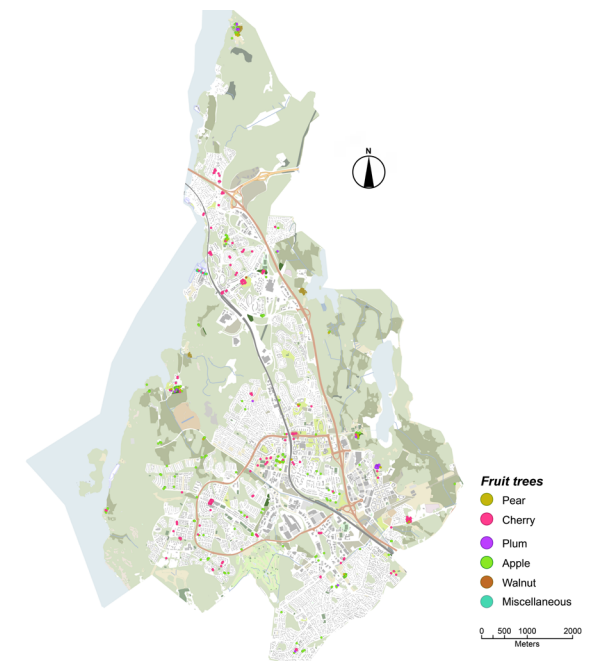 N
Fruit trees
Pear
Cherry
Plum
Apple
Walnut
Miscellaneous
0 500 1000 2000
Meters